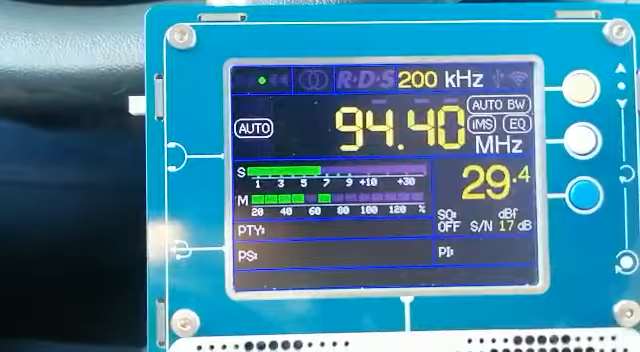 R·D·S 200 kHz
AUTO BW
AUTO 94.40 iMS EQ
MHz
S
1 3 5 7 9 +10 +30
29.4
M
20 40 60 80 100 120 %
SQ: dBf
OFF S/N 17 dB
PTY:
PS: PI: